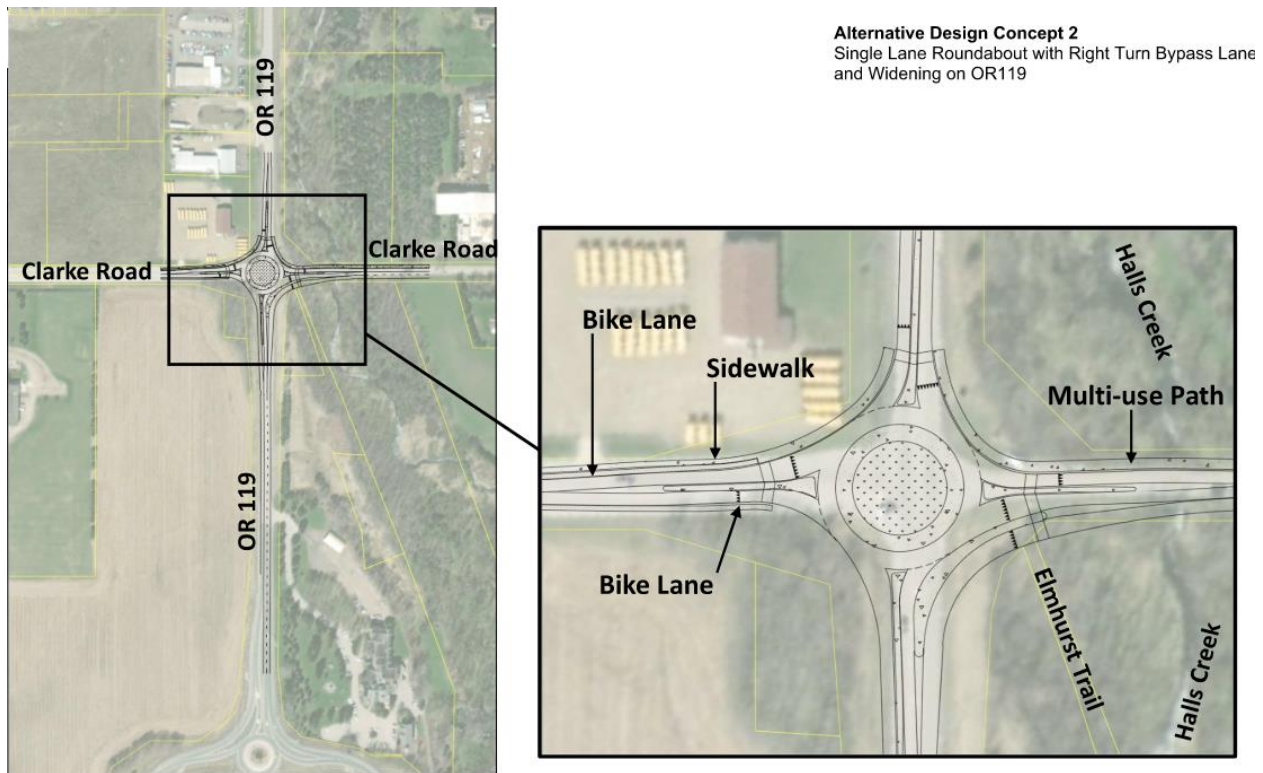 Alternative Design Concept 2
Single Lane Roundabout with Right Turn Bypass Lane
and Widening on OR119
OR 119
Clarke Road
Clarke Road
OR 119
Bike Lane
Sidewalk
Halls Creek
Multi-use Path
Bike Lane
Elmhurst Trail
Halls Creek